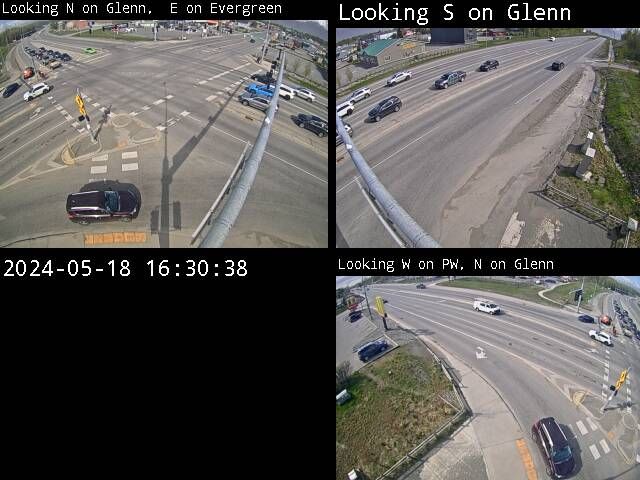 Looking N on Glenn,  E on Evergreen
Looking S on Glenn
2024-05-18 16:30:38
Looking W on PW, N on Glenn